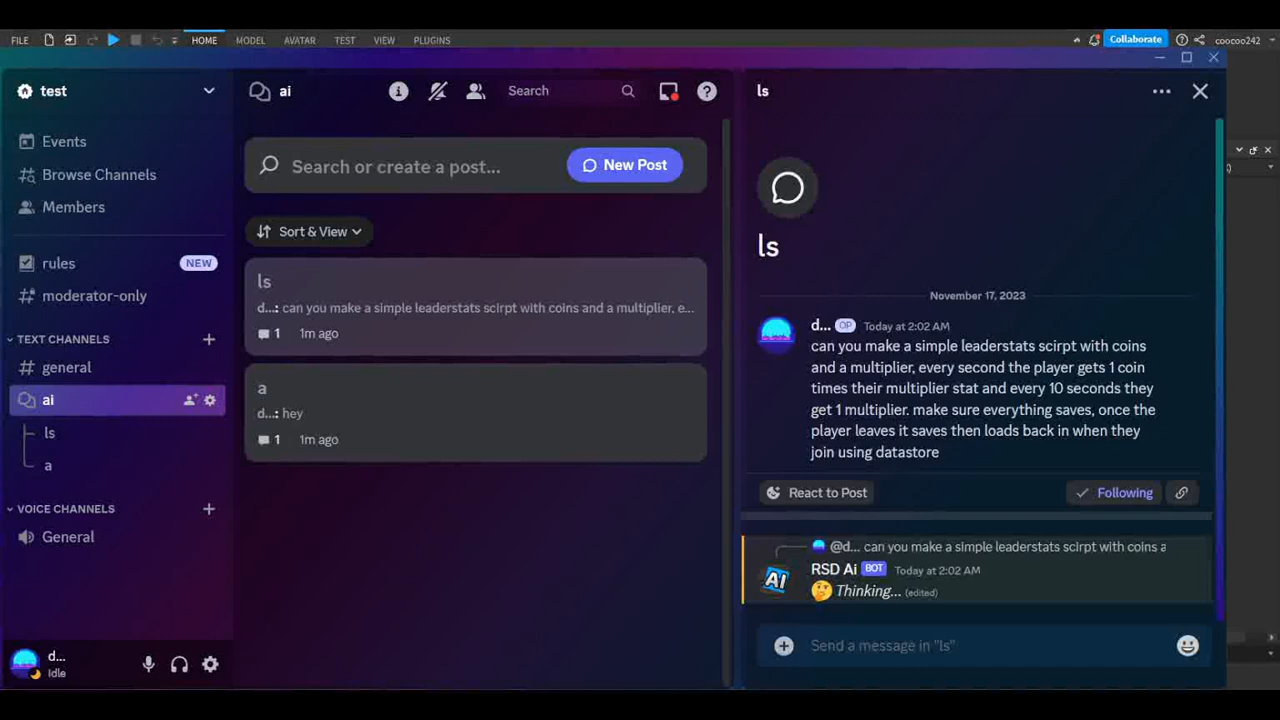 FILE
HOME
MODEL
AVATAR
TEST
VIEW
PLUGINS
Collaborate
coocoo242
test
Events
Browse Channels
Members
rules
NEW
moderator-only
TEXT CHANNELS
general
ai
ls
a
VOICE CHANNELS
General
d...
Idle
ai
Search
Search or create a post...
New Post
Sort & View
ls
d...: can you make a simple leaderstats scirpt with coins and a multiplier, e...
1 1m ago
a
d...: hey
1 1m ago
ls
ls
November 17, 2023
d... OP Today at 2:02 AM
can you make a simple leaderstats scirpt with coins
and a multiplier, every second the player gets 1 coin
times their multiplier stat and every 10 seconds they
get 1 multiplier. make sure everything saves, once the
player leaves it saves then loads back in when they
join using datastore
React to Post
Following
@d... can you make a simple leaderstats scirpt with coins a
AI
RSD Ai BOT Today at 2:02 AM
Thinking... (edited)
Send a message in "ls"